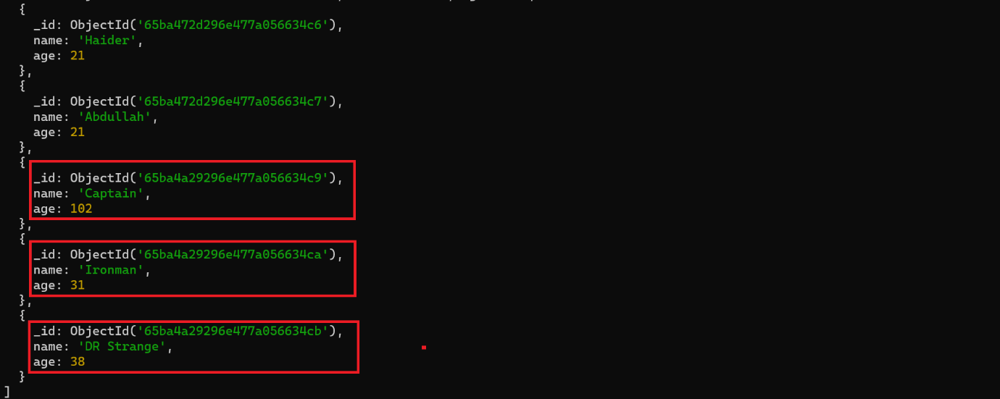 {
_id: ObjectId('65ba472d296e477a056634c6'),
name: 'Haider',
age: 21
},
{
_id: ObjectId('65ba472d296e477a056634c7'),
name: 'Abdullah',
age: 21
},
{
_id: ObjectId('65ba4a29296e477a056634c9'),
name: 'Captain',
age: 102
},
{
_id: ObjectId('65ba4a29296e477a056634ca'),
name: 'Ironman',
age: 31
},
{
_id: ObjectId('65ba4a29296e477a056634cb'),
name: 'DR Strange',
age: 38
}
]